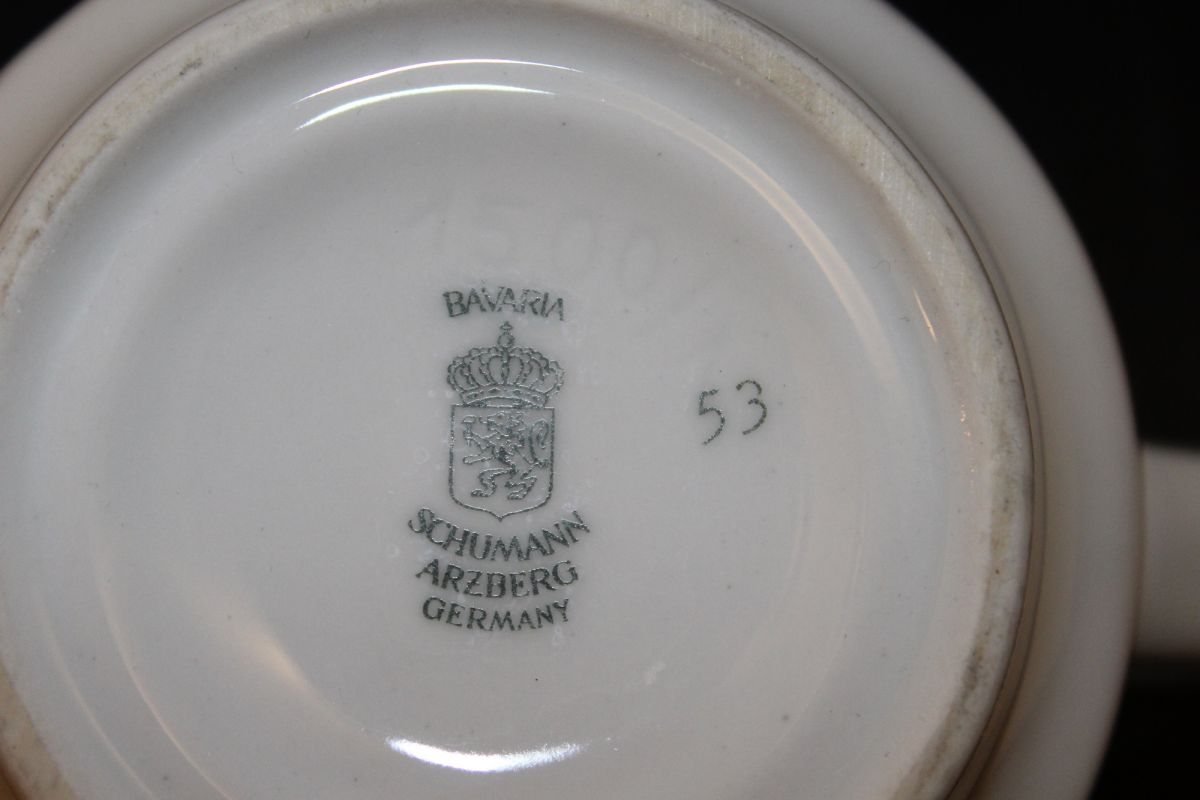 BAVARIA
53
SCHUMANN
ARZBERG
GERMANY